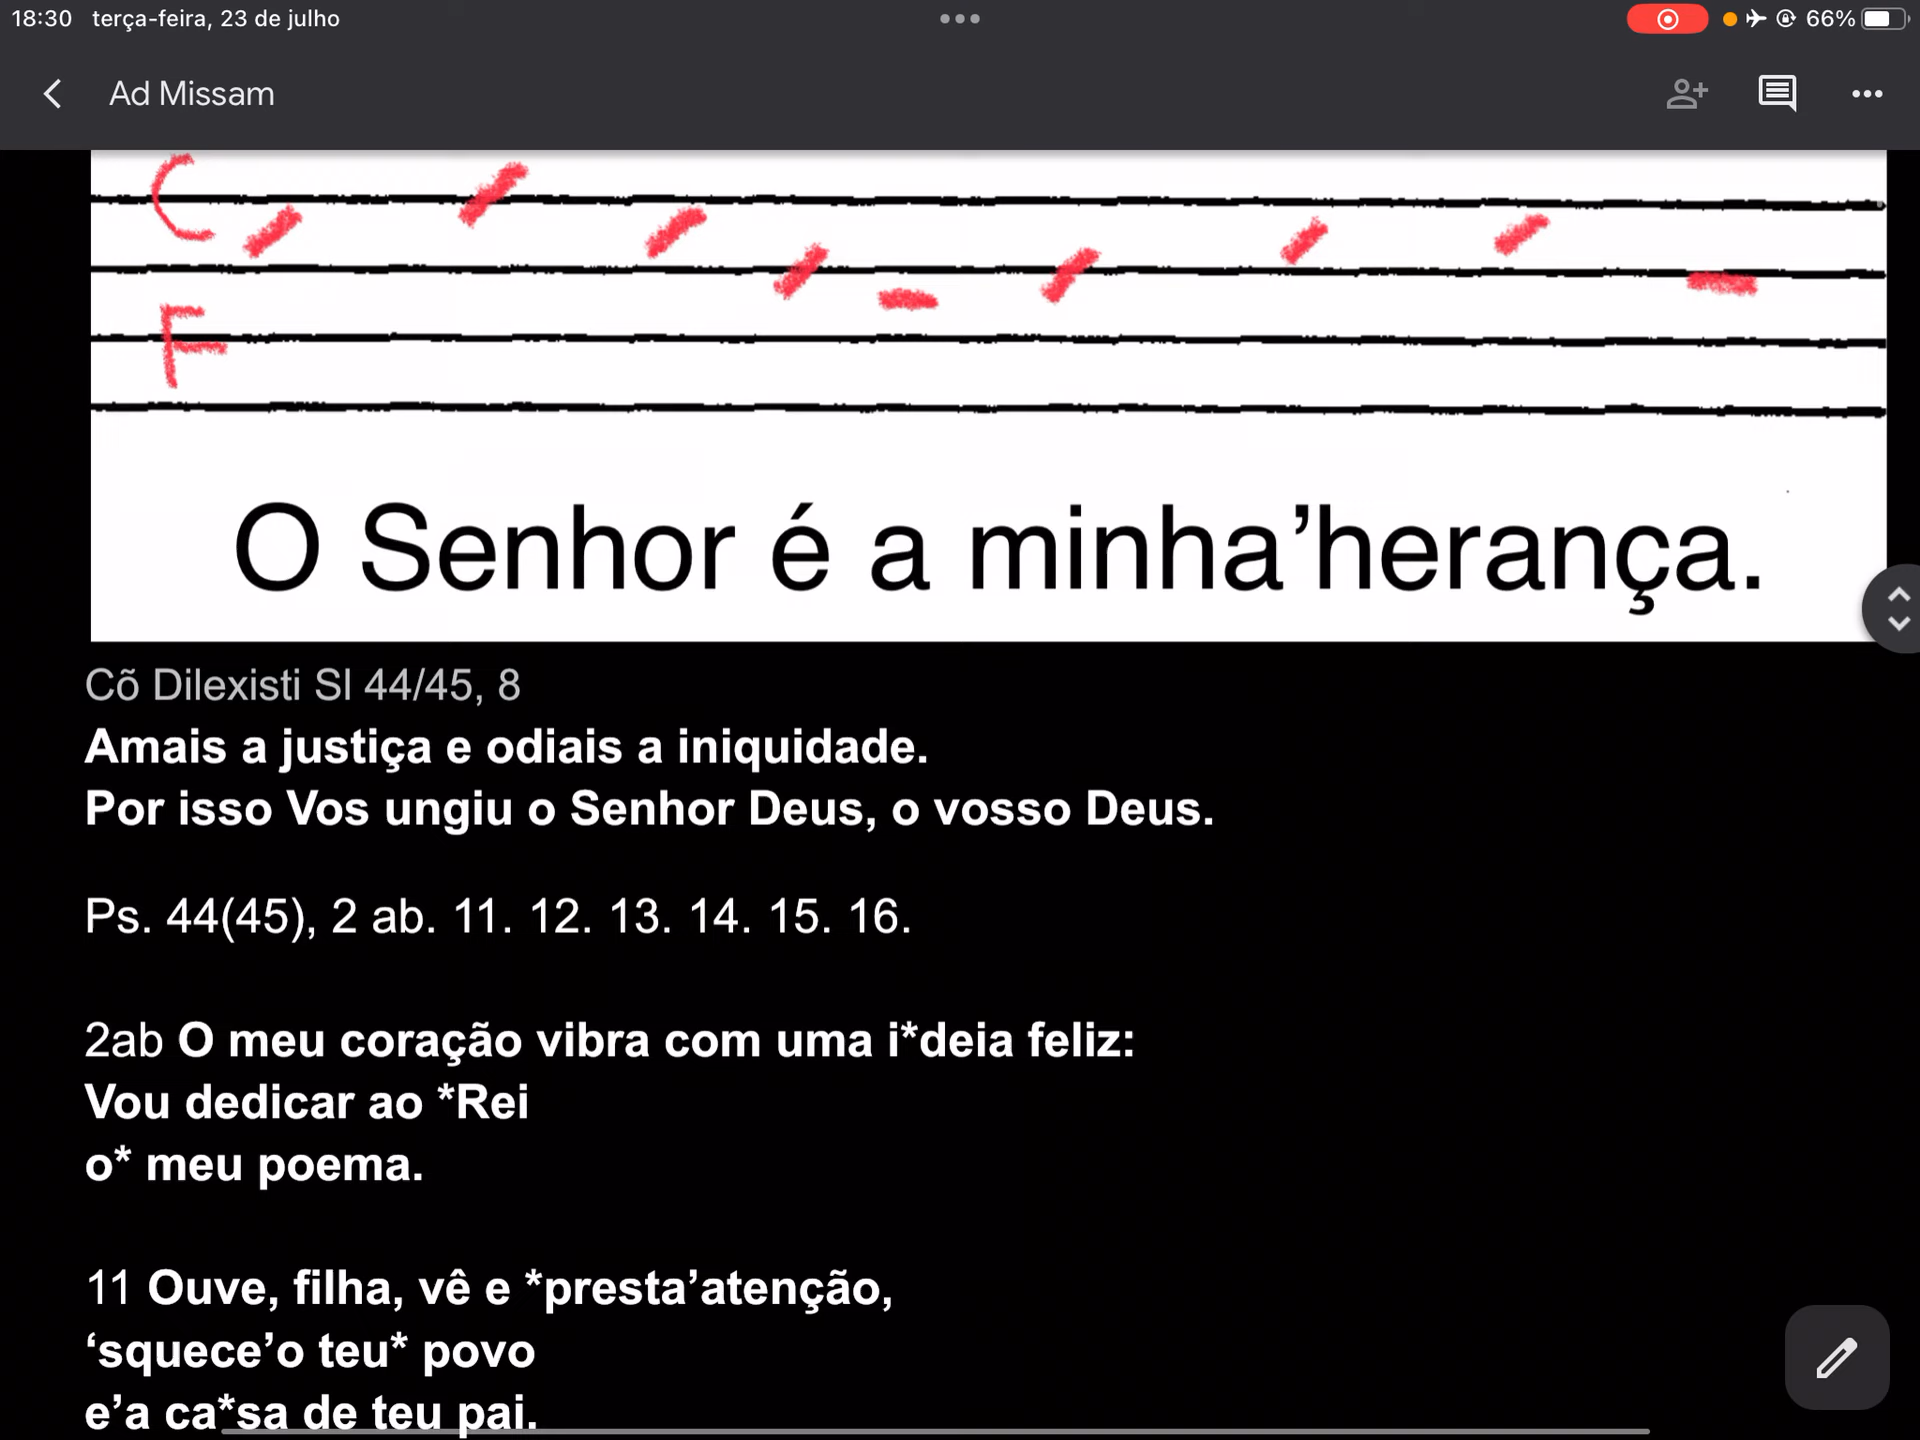 18:30 terça-feira, 23 de julho 66%
Ad Missam
C
F
O Senhor é a minha’herança.
Cõ Dilexisti Sl 44/45, 8
Amais a justiça e odiais a iniquidade.
Por isso Vos ungiu o Senhor Deus, o vosso Deus.
Ps. 44(45), 2 ab. 11. 12. 13. 14. 15. 16.
2ab O meu coração vibra com uma i*deia feliz:
Vou dedicar ao *Rei
o* meu poema.
11 Ouve, filha, vê e *presta’atenção,
‘squece’o teu* povo
e’a ca*sa de teu pai.